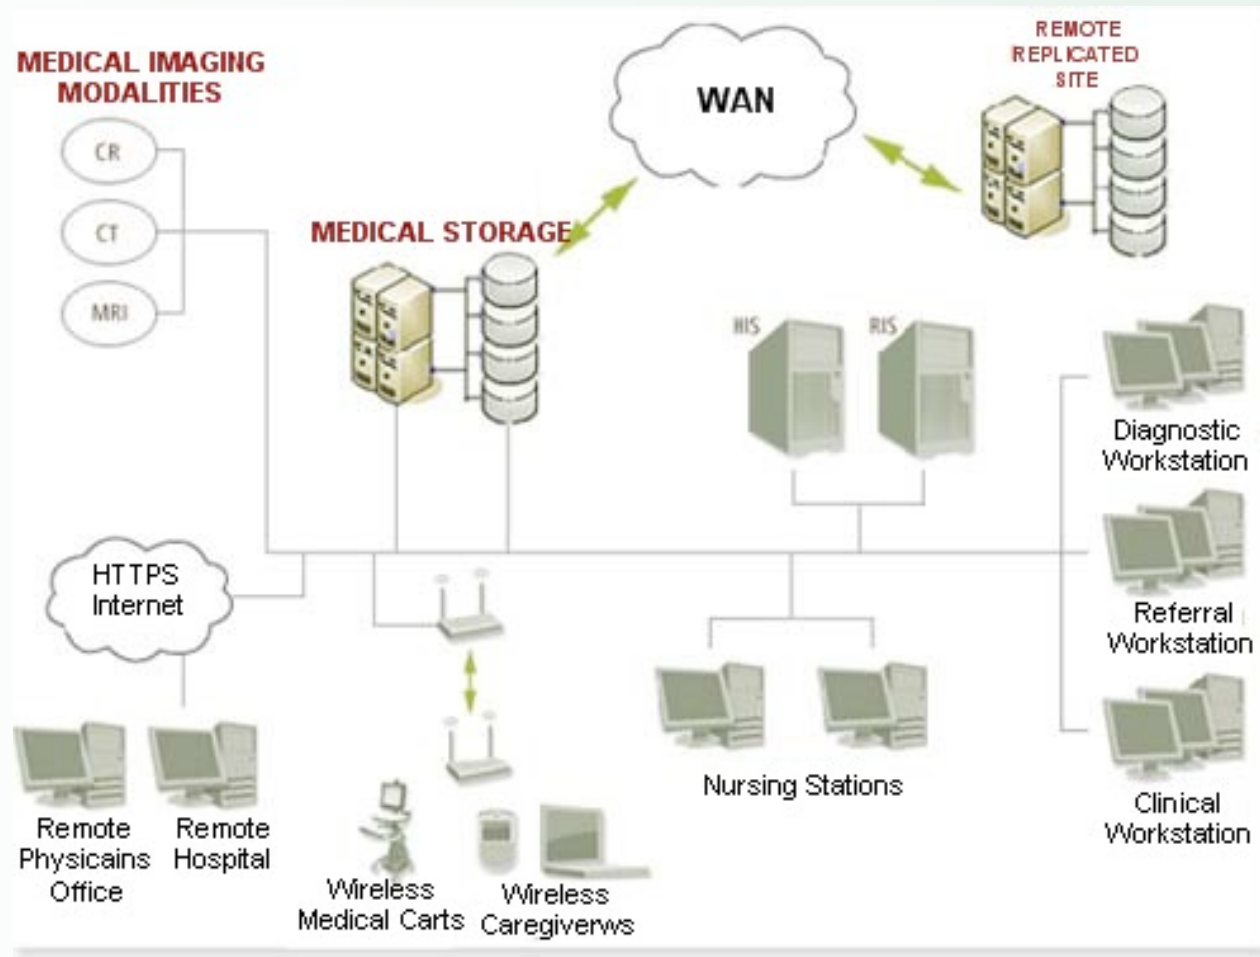 MEDICAL IMAGING
MODALITIES
CR
CT
MRI
MEDICAL STORAGE
WAN
REMOTE
REPLICATED
SITE
HIS
RIS
Diagnostic
Workstation
Referral
Workstation
Clinical
Workstation
HTTPS
Internet
Remote
Physicains
Office
Remote
Hospital
Wireless
Medical Carts
Wireless
Caregiverws
Nursing Stations